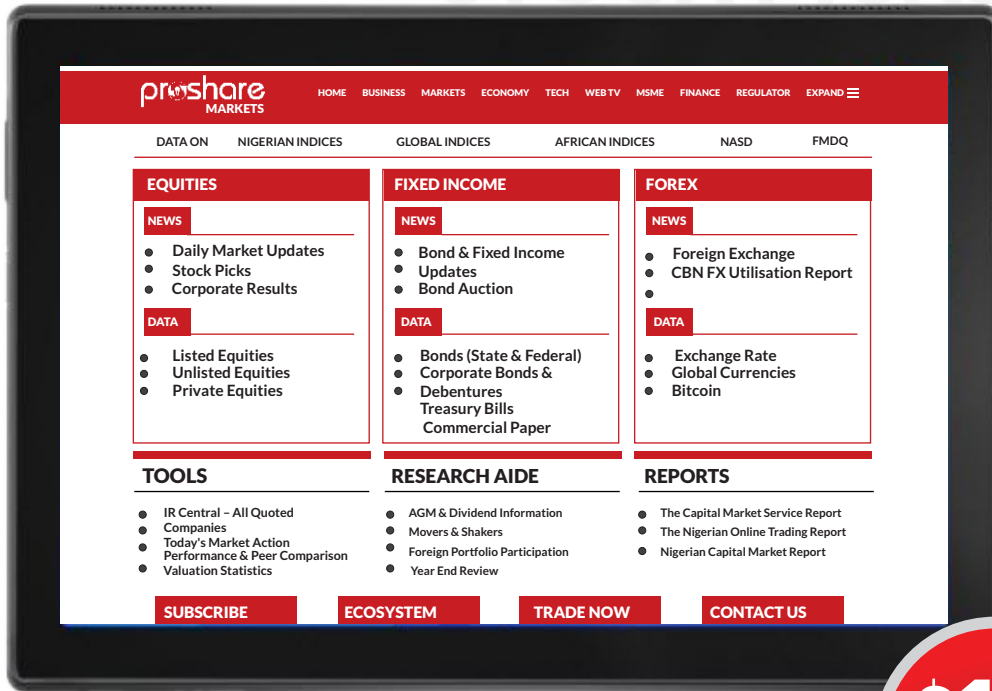 proshare
MARKETS
HOME BUSINESS MARKETS ECONOMY TECH WEB TV MSME FINANCE REGULATOR EXPAND
DATA ON NIGERIAN INDICES GLOBAL INDICES AFRICAN INDICES NASD FMDQ
EQUITIES
NEWS
Daily Market Updates
Stock Picks
Corporate Results
DATA
Listed Equities
Unlisted Equities
Private Equities
FIXED INCOME
NEWS
Bond & Fixed Income
Updates
Bond Auction
DATA
Bonds (State & Federal)
Corporate Bonds &
Debentures
Treasury Bills
Commercial Paper
FOREX
NEWS
Foreign Exchange
CBN FX Utilisation Report
DATA
Exchange Rate
Global Currencies
Bitcoin
TOOLS
IR Central – All Quoted
Companies
Today's Market Action
Performance & Peer Comparison
Valuation Statistics
RESEARCH AIDE
AGM & Dividend Information
Movers & Shakers
Foreign Portfolio Participation
Year End Review
REPORTS
The Capital Market Service Report
The Nigerian Online Trading Report
Nigerian Capital Market Report
SUBSCRIBE ECOSYSTEM TRADE NOW CONTACT US